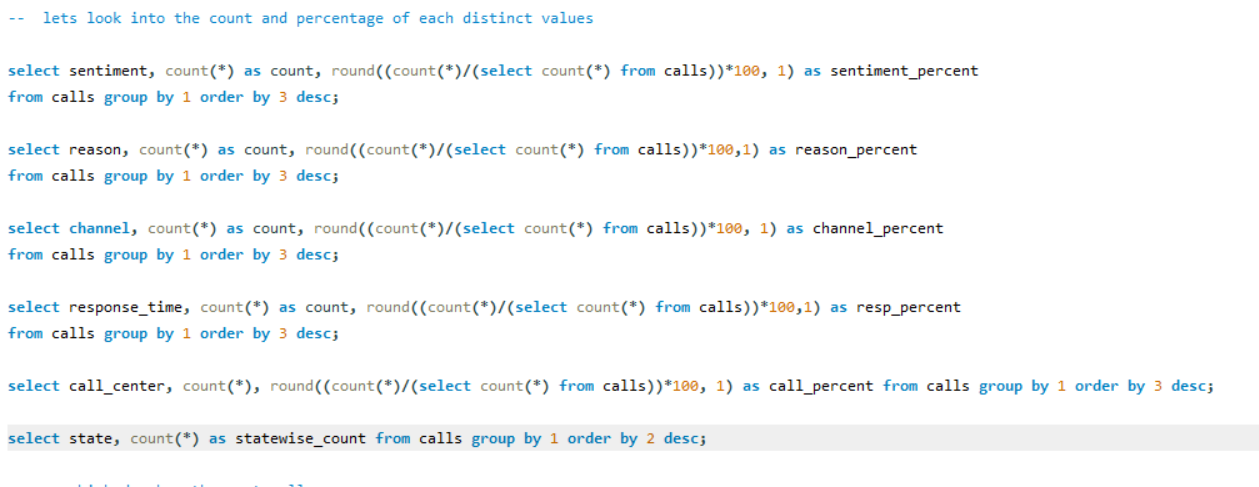 -- lets look into the count and percentage of each distinct values
select sentiment, count(*) as count, round((count(*)/(select count(*) from calls))*100, 1) as sentiment_percent
from calls group by 1 order by 3 desc;
select reason, count(*) as count, round((count(*)/(select count(*) from calls))*100,1) as reason_percent
from calls group by 1 order by 3 desc;
select channel, count(*) as count, round((count(*)/(select count(*) from calls))*100, 1) as channel_percent
from calls group by 1 order by 3 desc;
select response_time, count(*) as count, round((count(*)/(select count(*) from calls))*100,1) as resp_percent
from calls group by 1 order by 3 desc;
select call_center, count(*), round((count(*)/(select count(*) from calls))*100, 1) as call_percent from calls group by 1 order by 3 desc;
select state, count(*) as statewise_count from calls group by 1 order by 2 desc;